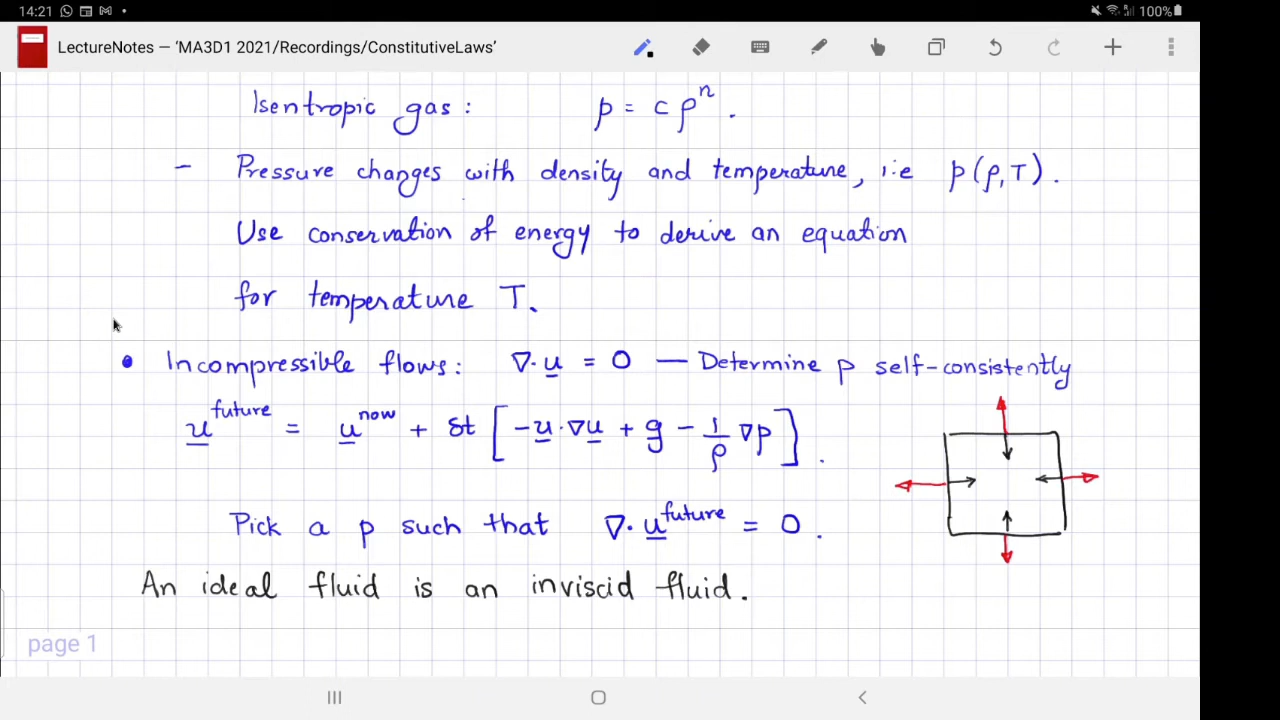 14:21
100%
LectureNotes — ‘MA3D1 2021/Recordings/ConstitutiveLaws’
Isentropic gas : p = c ρⁿ .
— Pressure changes with density and temperature, i.e p(ρ,T).
Use conservation of energy to derive an equation
for temperature T.
• Incompressible flows: ∇·u = 0 — Determine p self-consistently
u^future = u^now + δt [ -u·∇u + g - 1/ρ ∇p ] .
Pick a p such that ∇·u^future = 0 .
An ideal fluid is an inviscid fluid.
page 1